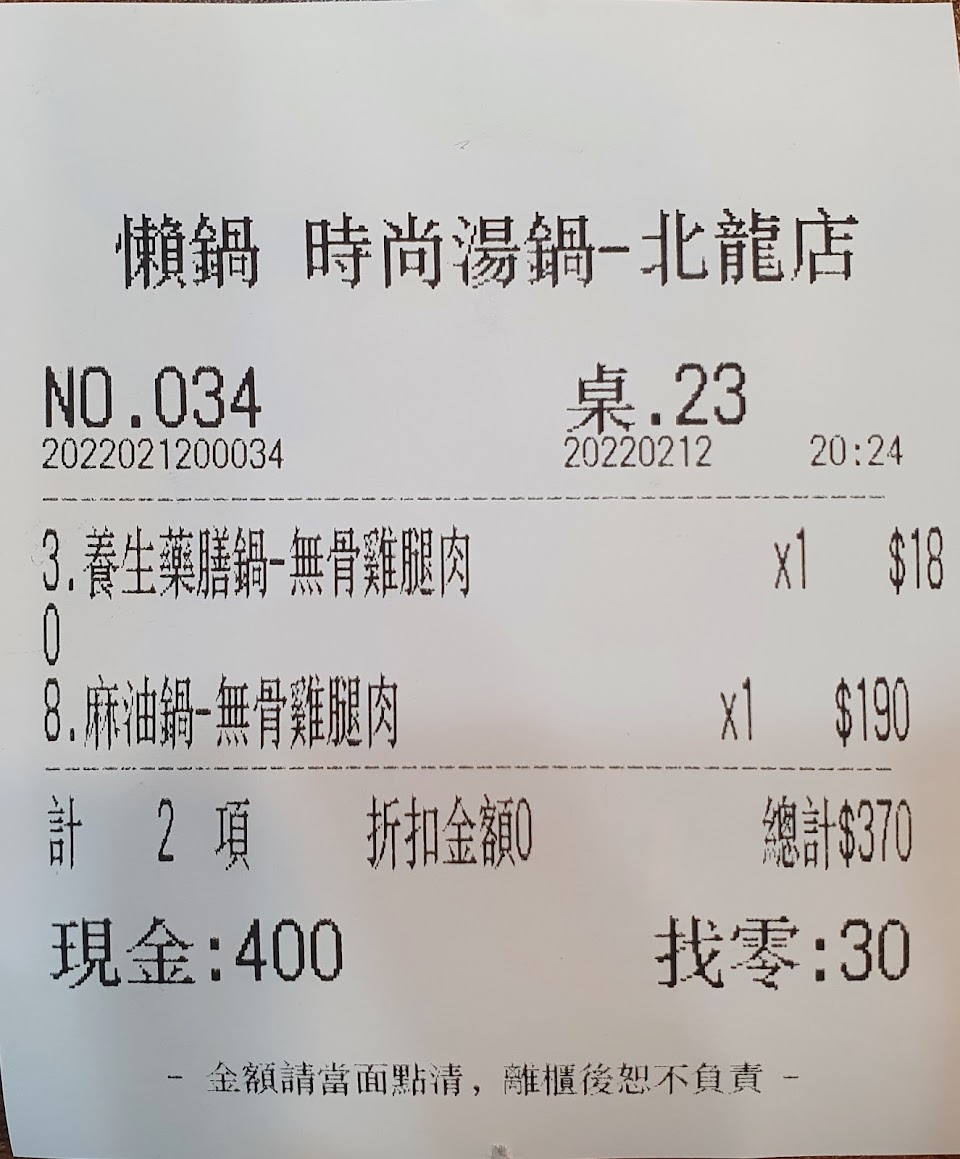 懶鍋 時尚湯鍋-北龍店
NO.034 桌.23
2022021200034 20220212 20:24
3.養生藥膳鍋-無骨雞腿肉 x1 $18
0
8.麻油鍋-無骨雞腿肉 x1 $190
計 2 項 折扣金額0 總計$370
現金:400 找零:30
- 金額請當面點清, 離櫃後恕不負責 -